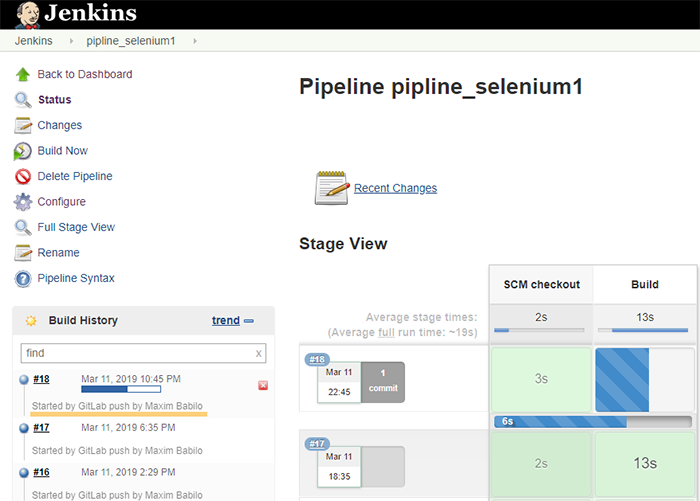 Jenkins
Jenkins pipline_selenium1
Back to Dashboard
Status
Changes
Build Now
Delete Pipeline
Configure
Full Stage View
Rename
Pipeline Syntax
Build History trend
find x
#18 Mar 11, 2019 10:45 PM
Started by GitLab push by Maxim Babilo
#17 Mar 11, 2019 6:35 PM
Started by GitLab push by Maxim Babilo
#16 Mar 11, 2019 2:29 PM
Started by GitLab push by Maxim Babilo
Pipeline pipline_selenium1
Recent Changes
Stage View
SCM checkout Build
Average stage times: 2s 13s
(Average full run time: ~19s)
#18
Mar 11 1
22:45 commit
3s
6s
#17
Mar 11
18:35
2s 13s